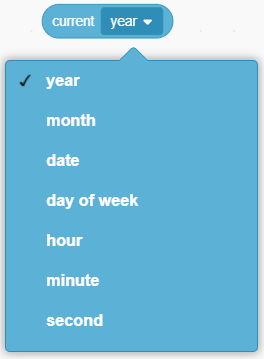 current year
year
month
date
day of week
hour
minute
second